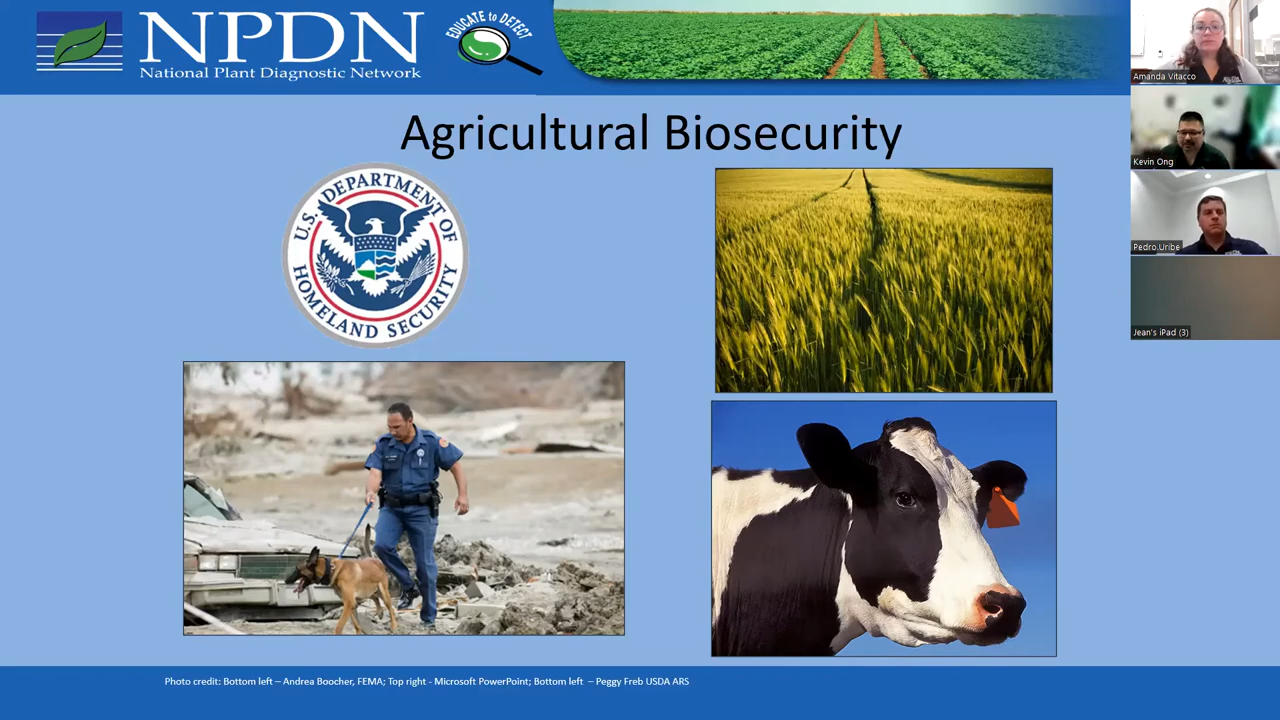 NPDN
National Plant Diagnostic Network
EDUCATE to DETECT
Agricultural Biosecurity
U.S. DEPARTMENT OF
HOMELAND SECURITY
Photo credit: Bottom left – Andrea Boocher, FEMA; Top right - Microsoft PowerPoint; Bottom left – Peggy Freb USDA ARS
Amanda Vitacco
Kevin Ong
Pedro.Uribe
Jean's iPad (3)